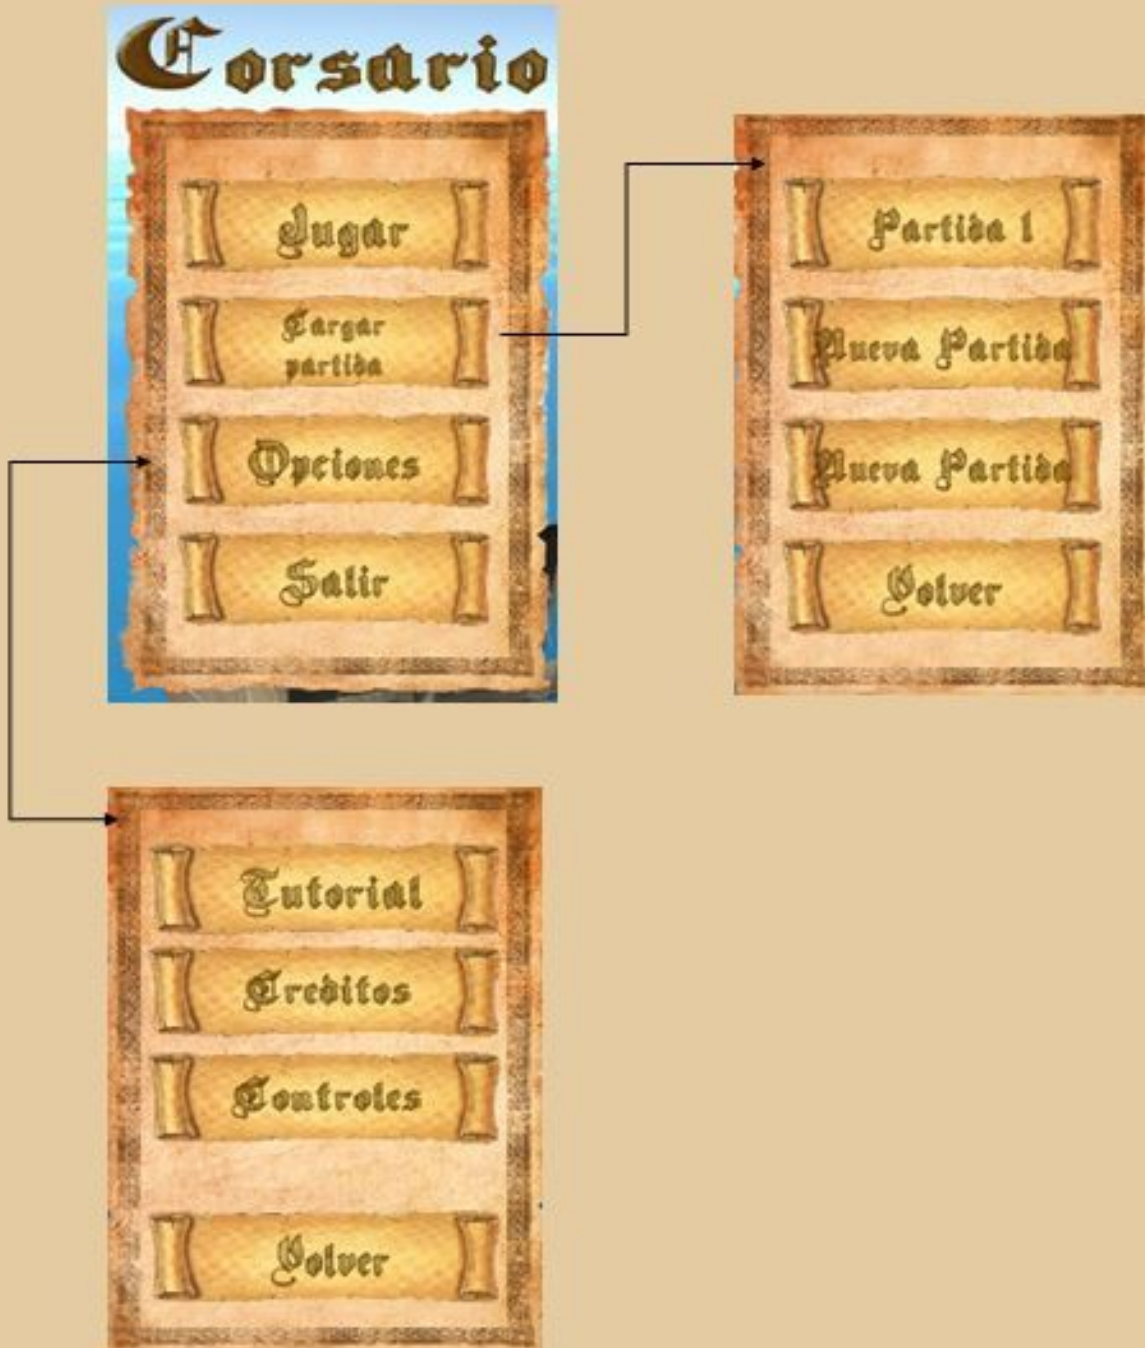 Corsario
Jugar
Cargar
partida
Opciones
Salir
Partida 1
Nueva Partida
Nueva Partida
Volver
Tutorial
Creditos
Controles
Volver